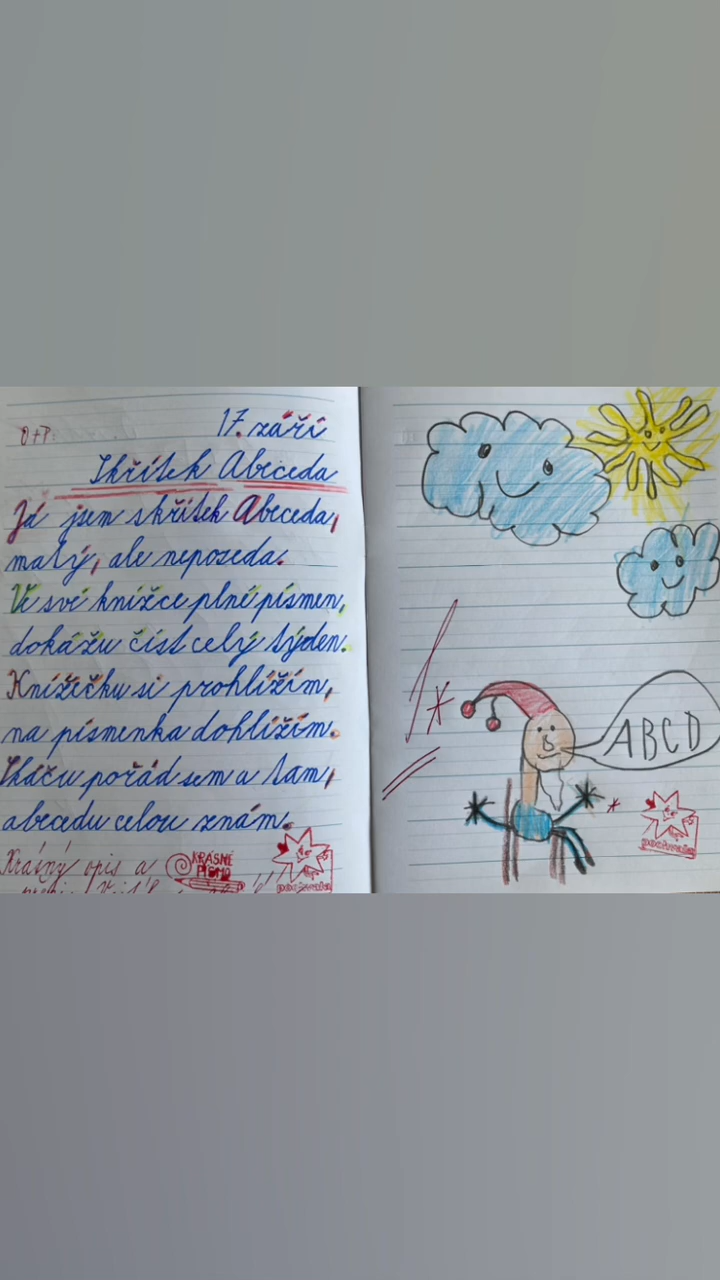 O+P.
17. září
Skřítek Abeceda
Já jsem skřítek Abeceda,
malý, ale neposeda.
Ve své knížce plné písmen,
dokážu číst celý týden.
Knížečku si prohlížím,
na písmenka dohlížím.
Skáču pořád sem a tam,
abecedu celou znám.
Krásný opis a
KRÁSNÉ
PÍSMO
pochvala
ABCD
pochvala